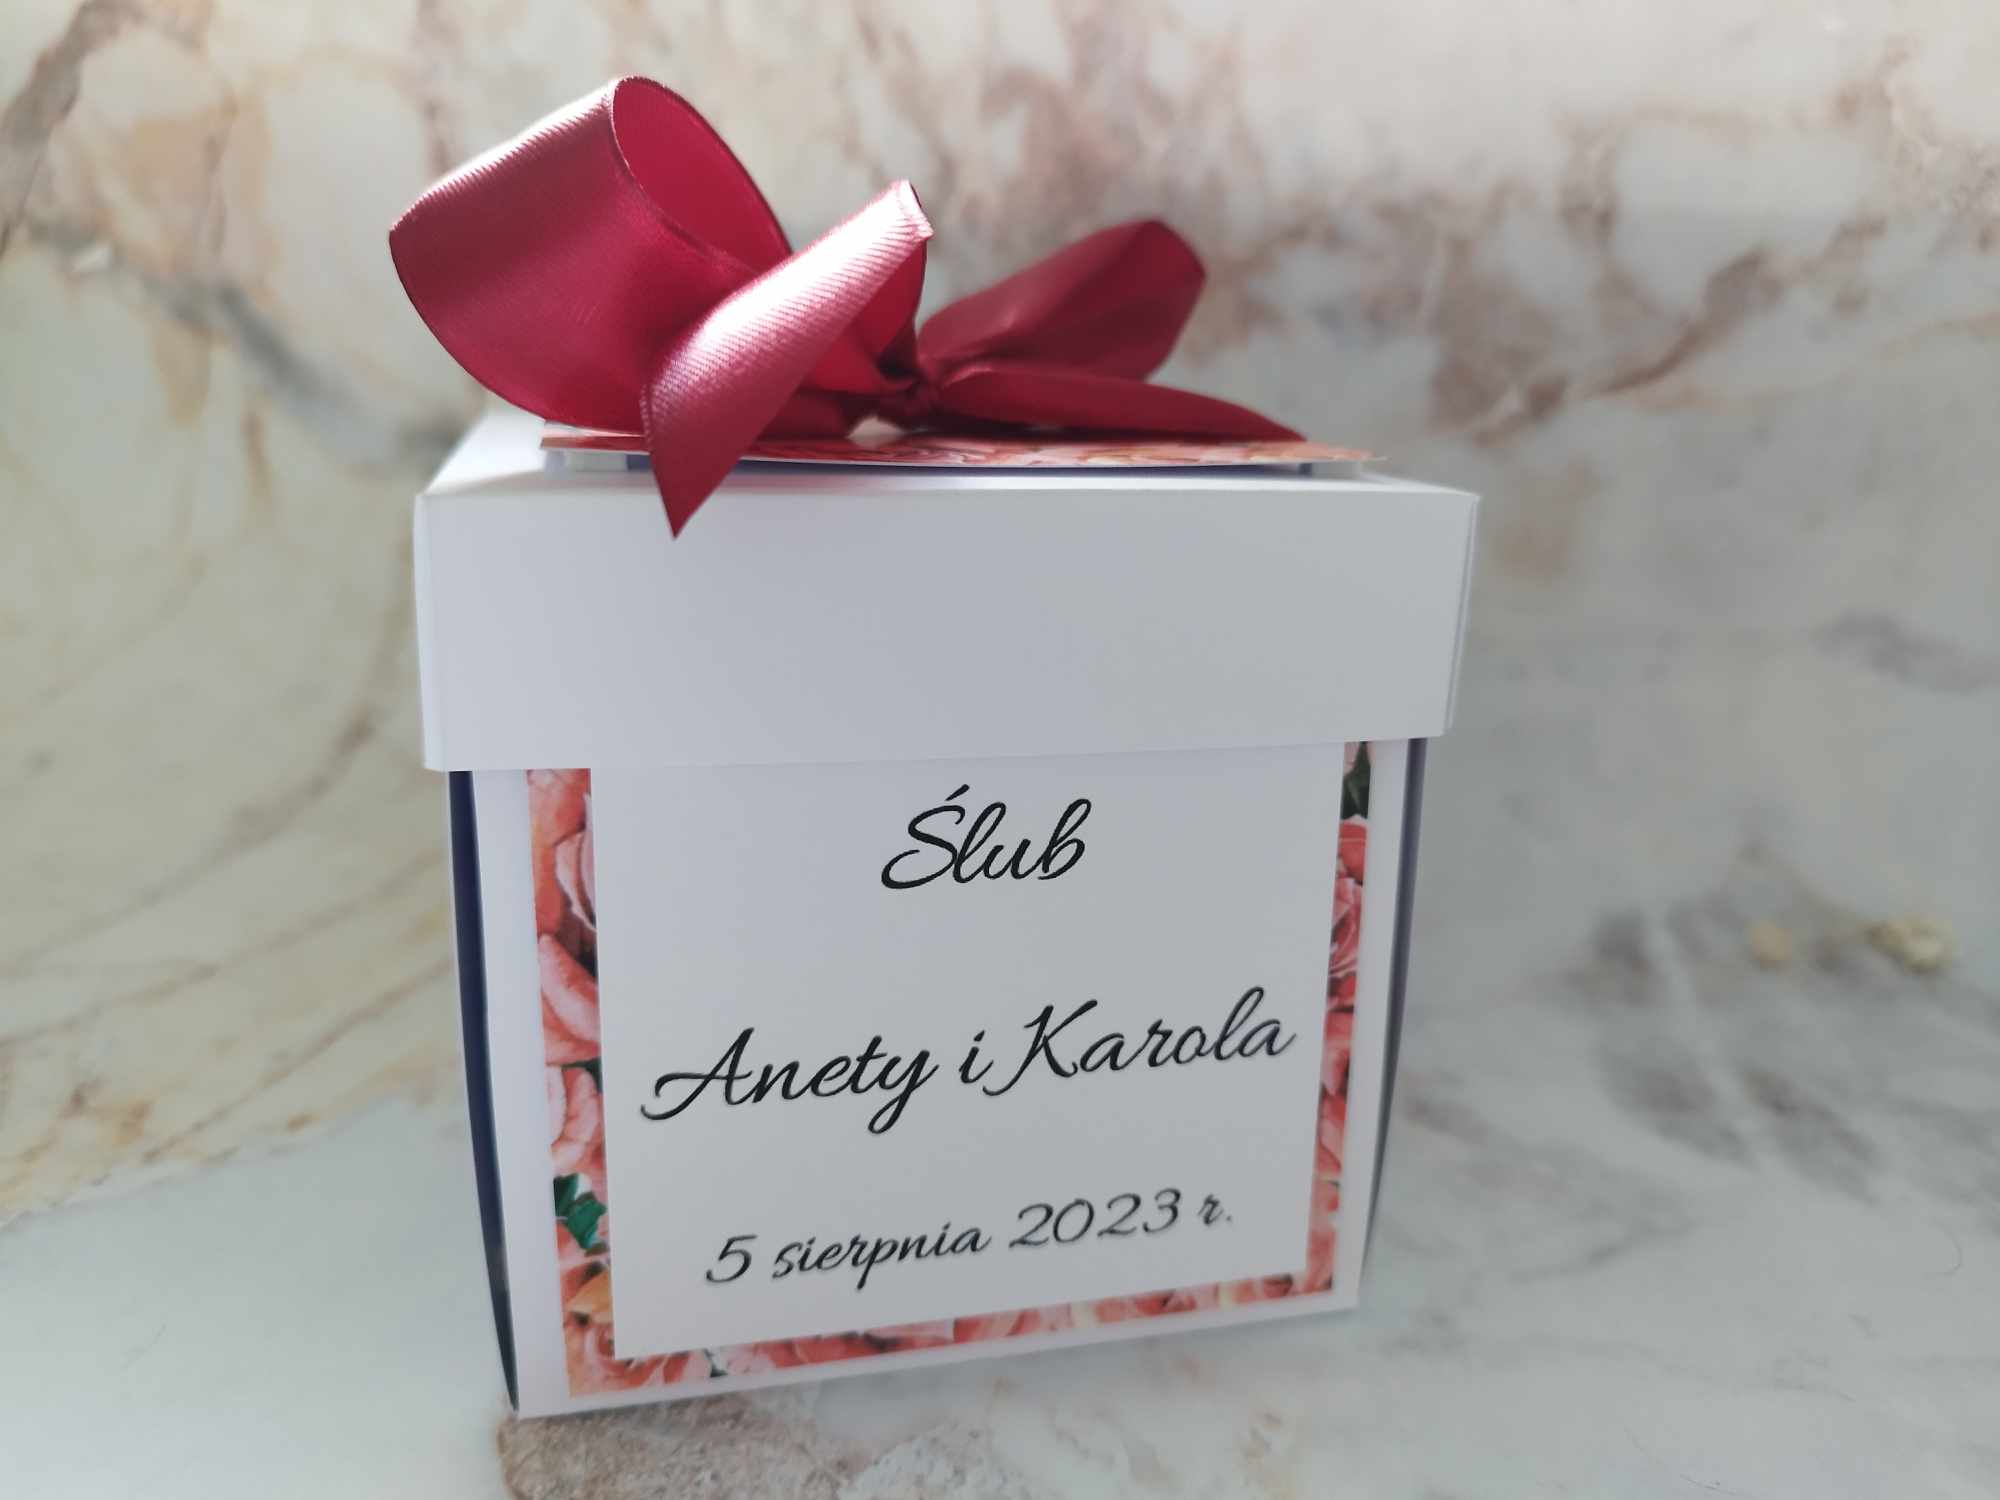 Ślub
Anety i Karola
5 sierpnia 2023 r.